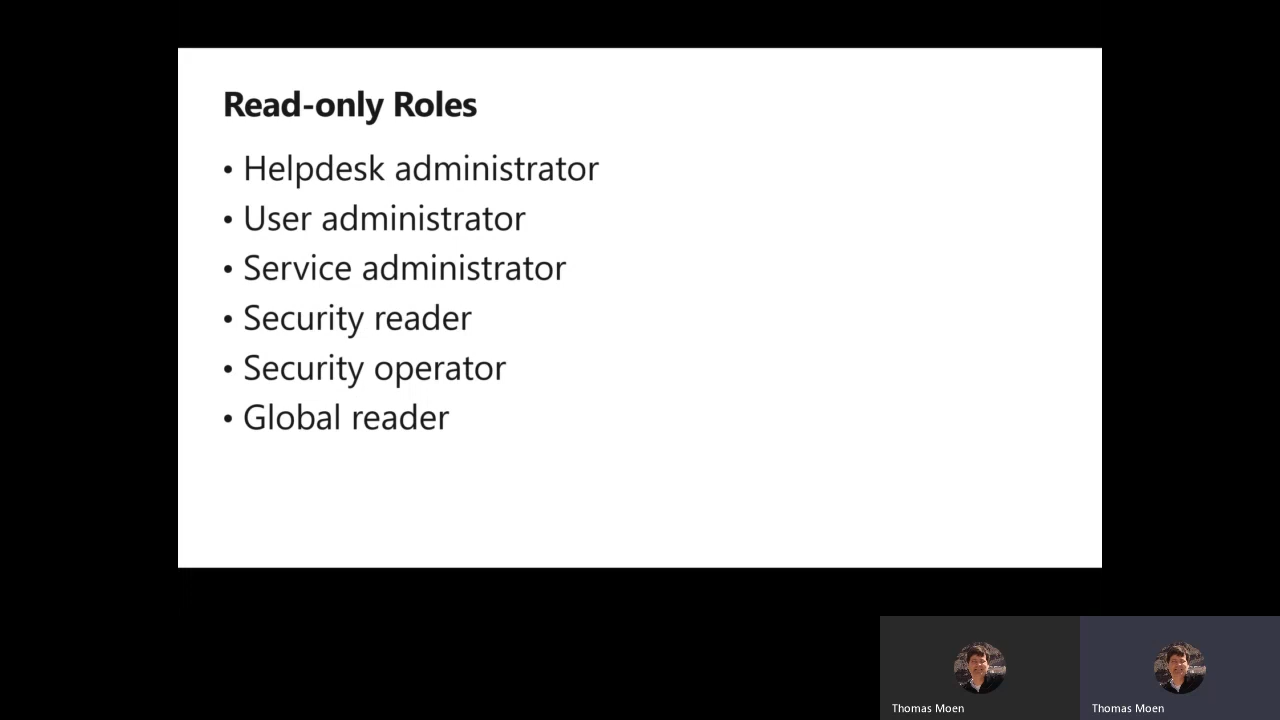 Read-only Roles
• Helpdesk administrator
• User administrator
• Service administrator
• Security reader
• Security operator
• Global reader
Thomas Moen
Thomas Moen